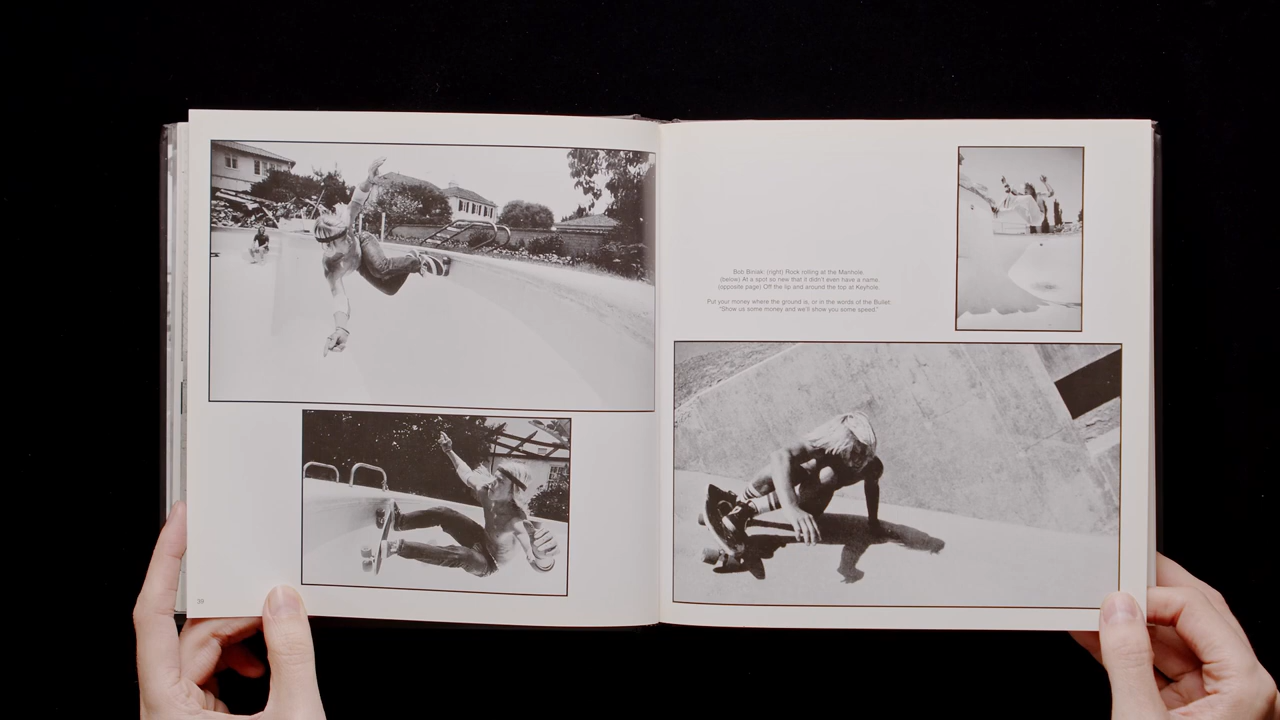 Bob Biniak: (right) Rock rolling at the Manhole.
(below) At a spot so new that it didn't even have a name.
(opposite page) Off the lip and around the top at Keyhole.
Put your money where the ground is, or in the words of the Bullet:
"Show us some money and we'll show you some speed."
39